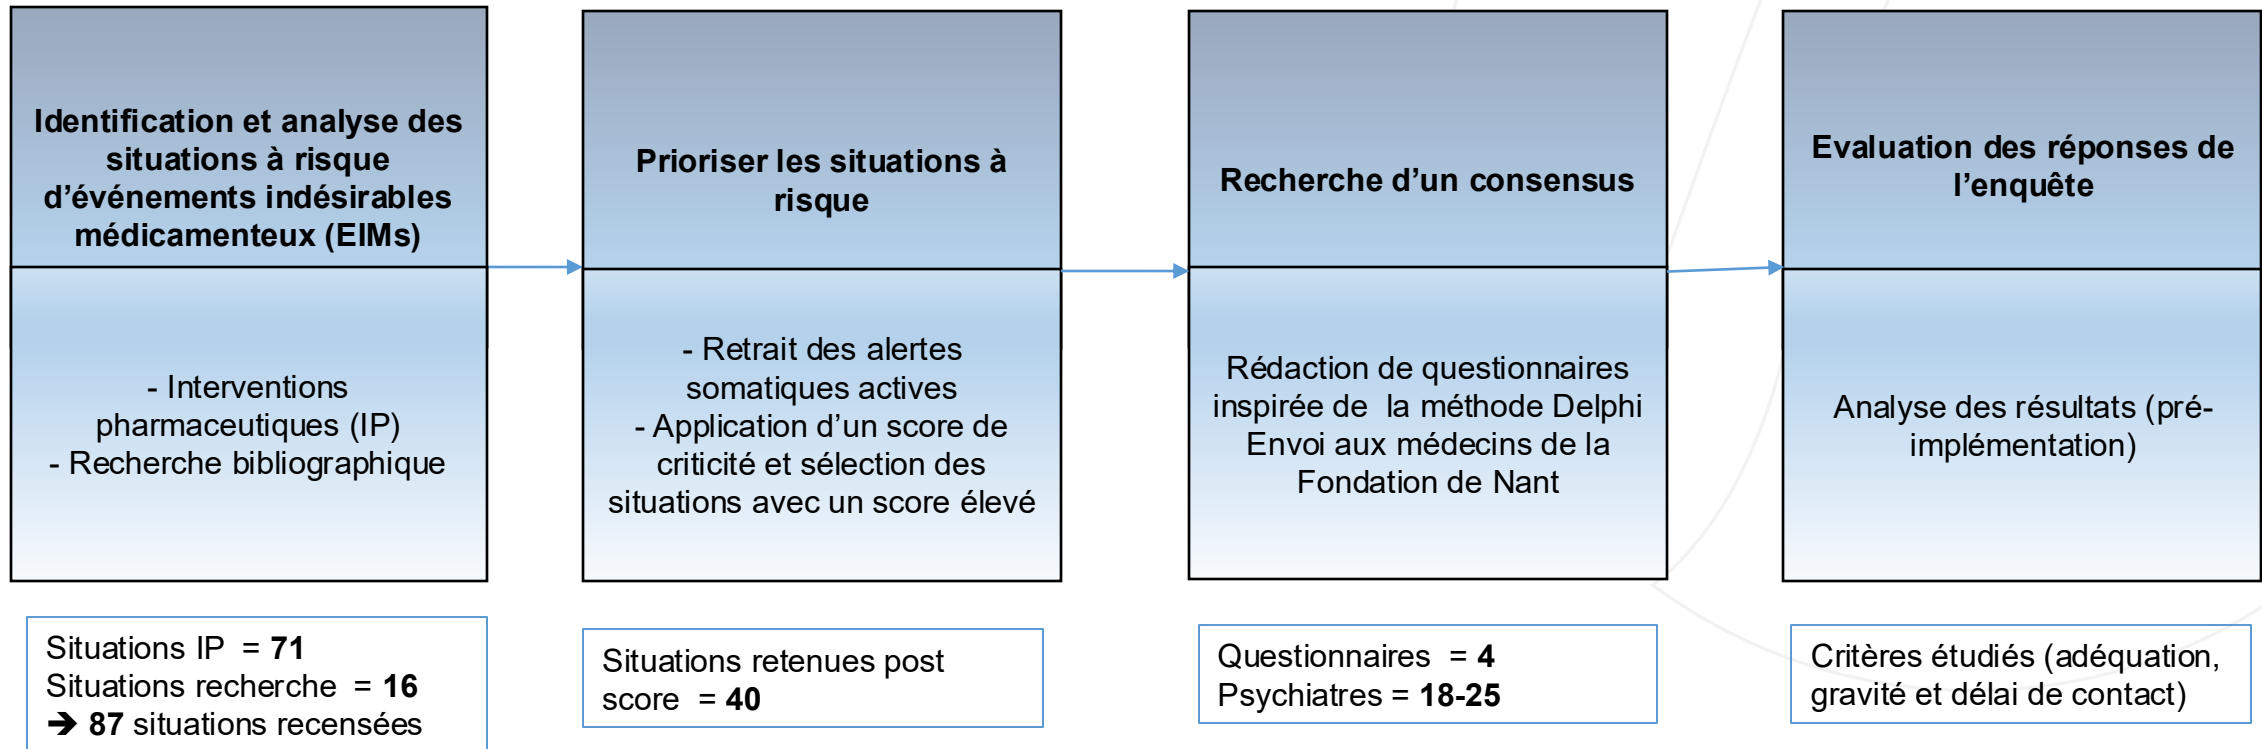 Identification et analyse des
situations à risque
d’événements indésirables
médicamenteux (EIMs)
- Interventions
pharmaceutiques (IP)
- Recherche bibliographique
Situations IP = 71
Situations recherche = 16
➔ 87 situations recensées
Prioriser les situations à
risque
- Retrait des alertes
somatiques actives
- Application d’un score de
criticité et sélection des
situations avec un score élevé
Situations retenues post
score = 40
Recherche d’un consensus
Rédaction de questionnaires
inspirée de la méthode Delphi
Envoi aux médecins de la
Fondation de Nant
Questionnaires = 4
Psychiatres = 18-25
Evaluation des réponses de
l’enquête
Analyse des résultats (pré-
implémentation)
Critères étudiés (adéquation,
gravité et délai de contact)